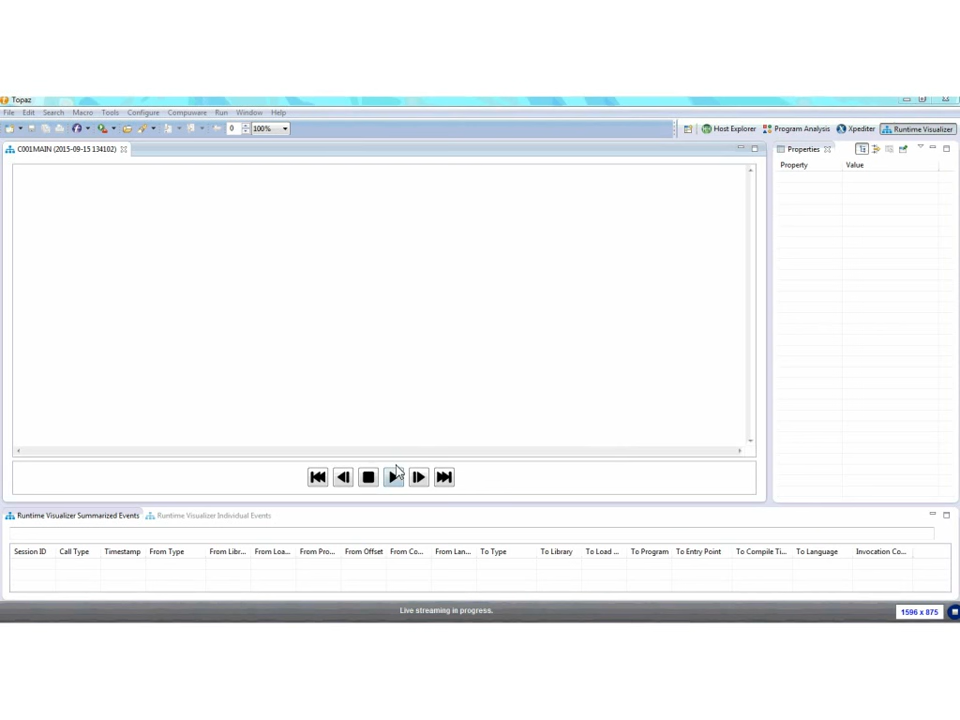 Topaz
File Edit Search Macro Tools Configure Compuware Run Window Help
0 100% Host Explorer Program Analysis Xpediter Runtime Visualizer
C001MAIN (2015-09-15 134102) Properties
Property Value
Runtime Visualizer Summarized Events Runtime Visualizer Individual Events
Session ID Call Type Timestamp From Type From Libr... From Loa... From Pro... From Offset From Co... From Lan... To Type To Library To Load ... To Program To Entry Point To Compile Ti... To Language Invocation Co...
Live streaming in progress.
1596 x 875